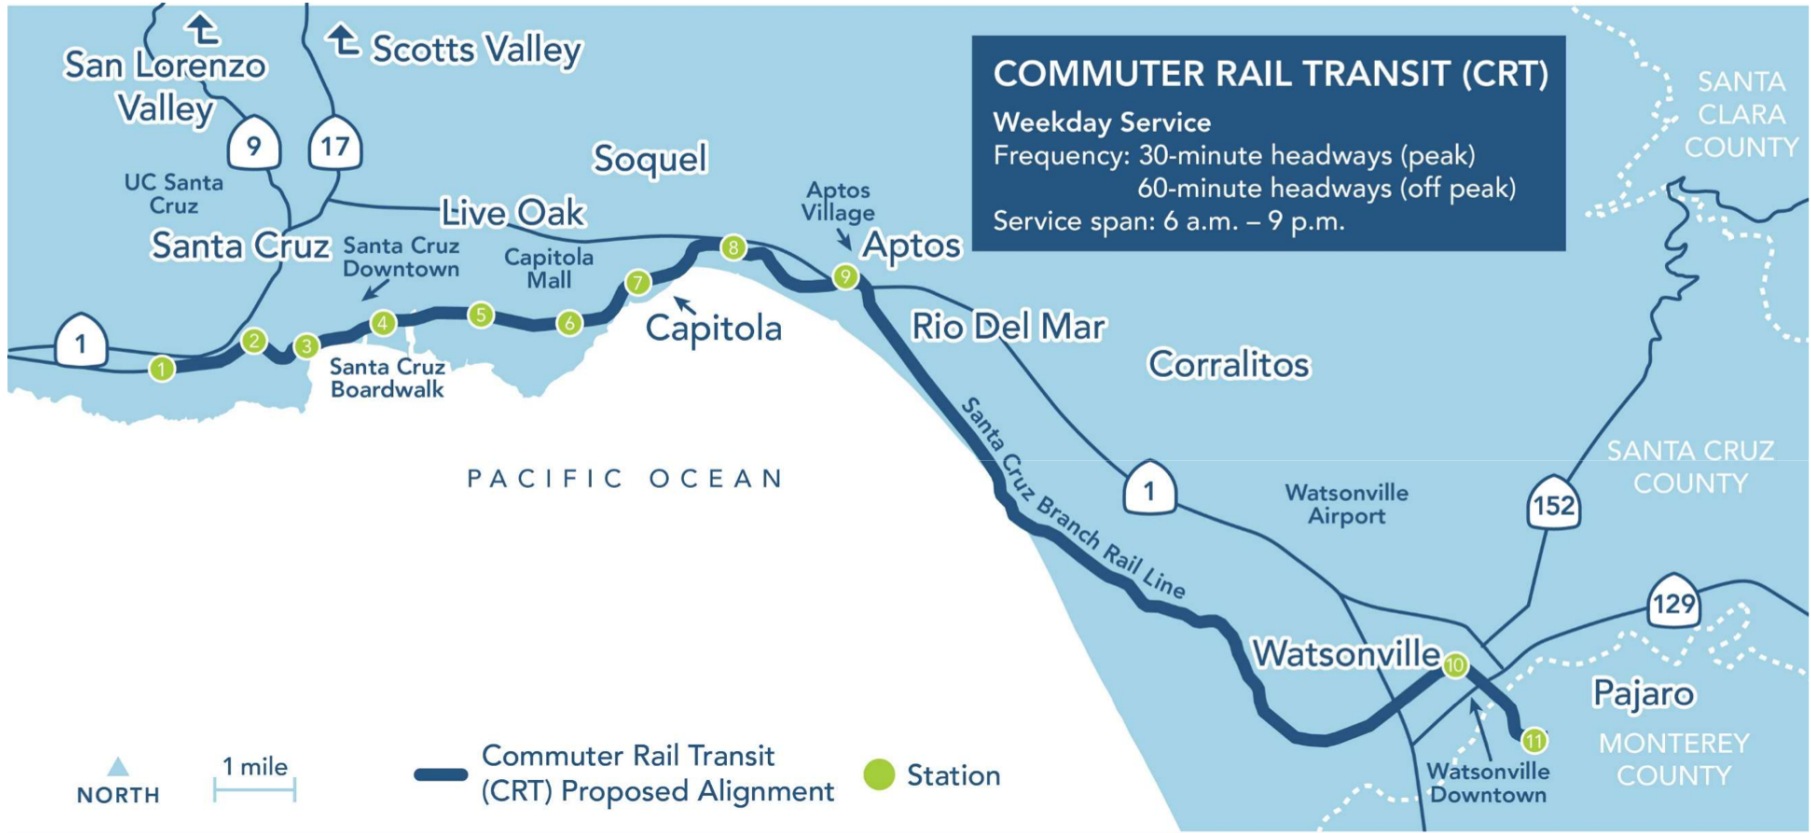 San Lorenzo
Valley
Scotts Valley
9
17
UC Santa
Cruz
Santa Cruz
Santa Cruz
Downtown
Live Oak
Soquel
Capitola
Mall
Aptos
Village
Aptos
COMMUTER RAIL TRANSIT (CRT)
Weekday Service
Frequency: 30-minute headways (peak)
60-minute headways (off peak)
Service span: 6 a.m. – 9 p.m.
SANTA
CLARA
COUNTY
1
1
2
3
4
5
6
7
8
9
Santa Cruz
Boardwalk
Capitola
Rio Del Mar
Corralitos
PACIFIC OCEAN
Santa Cruz Branch Rail Line
1
Watsonville
Airport
152
SANTA CRUZ
COUNTY
129
Watsonville
10
11
Pajaro
MONTEREY
COUNTY
Watsonville
Downtown
NORTH
1 mile
Commuter Rail Transit
(CRT) Proposed Alignment
Station